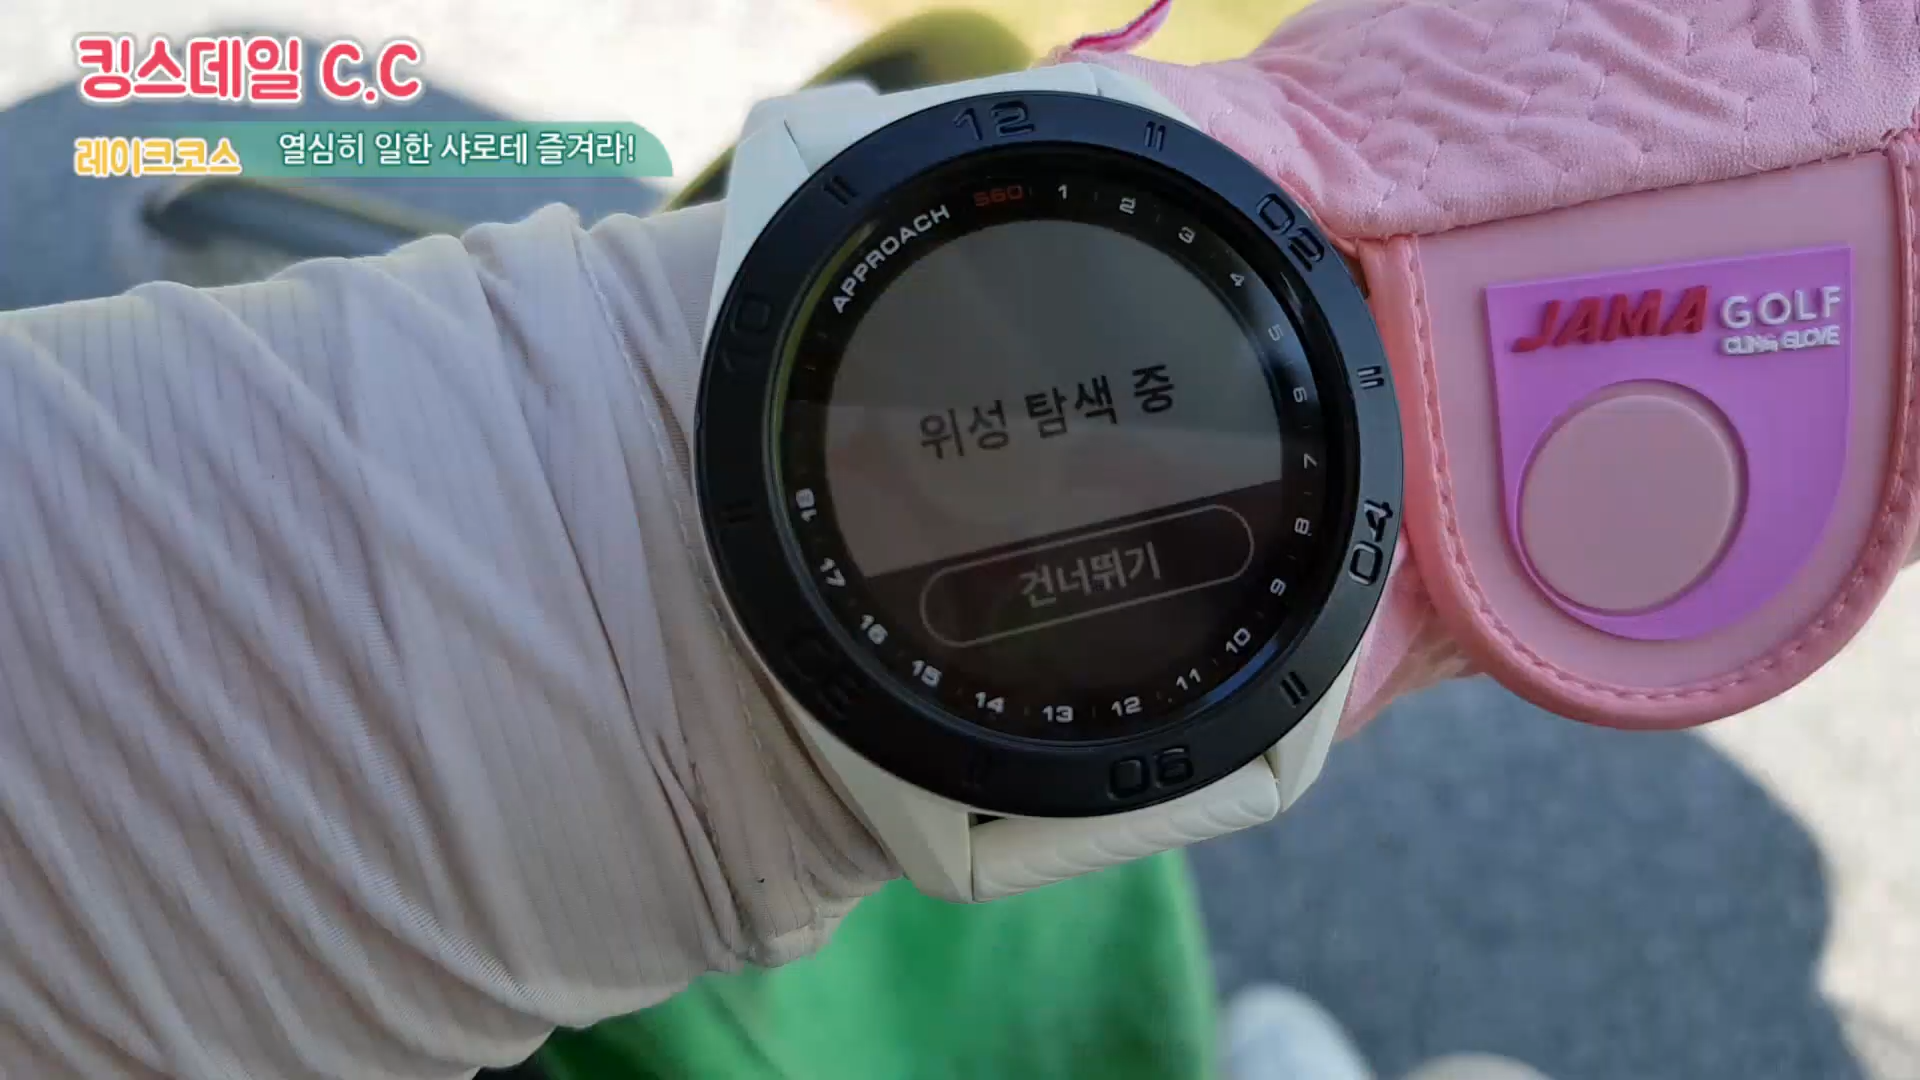 킹스데일 C.C
레이크코스 열심히 일한 샤로테 즐겨라!
APPROACH S60
위성 탐색 중
건너뛰기
12
02
04
06
08
10
1 2 3 4 5 6 7 8 9 10 11 12 13 14 15 16 17 18
JAMA GOLF
CLINIQ GLOVE